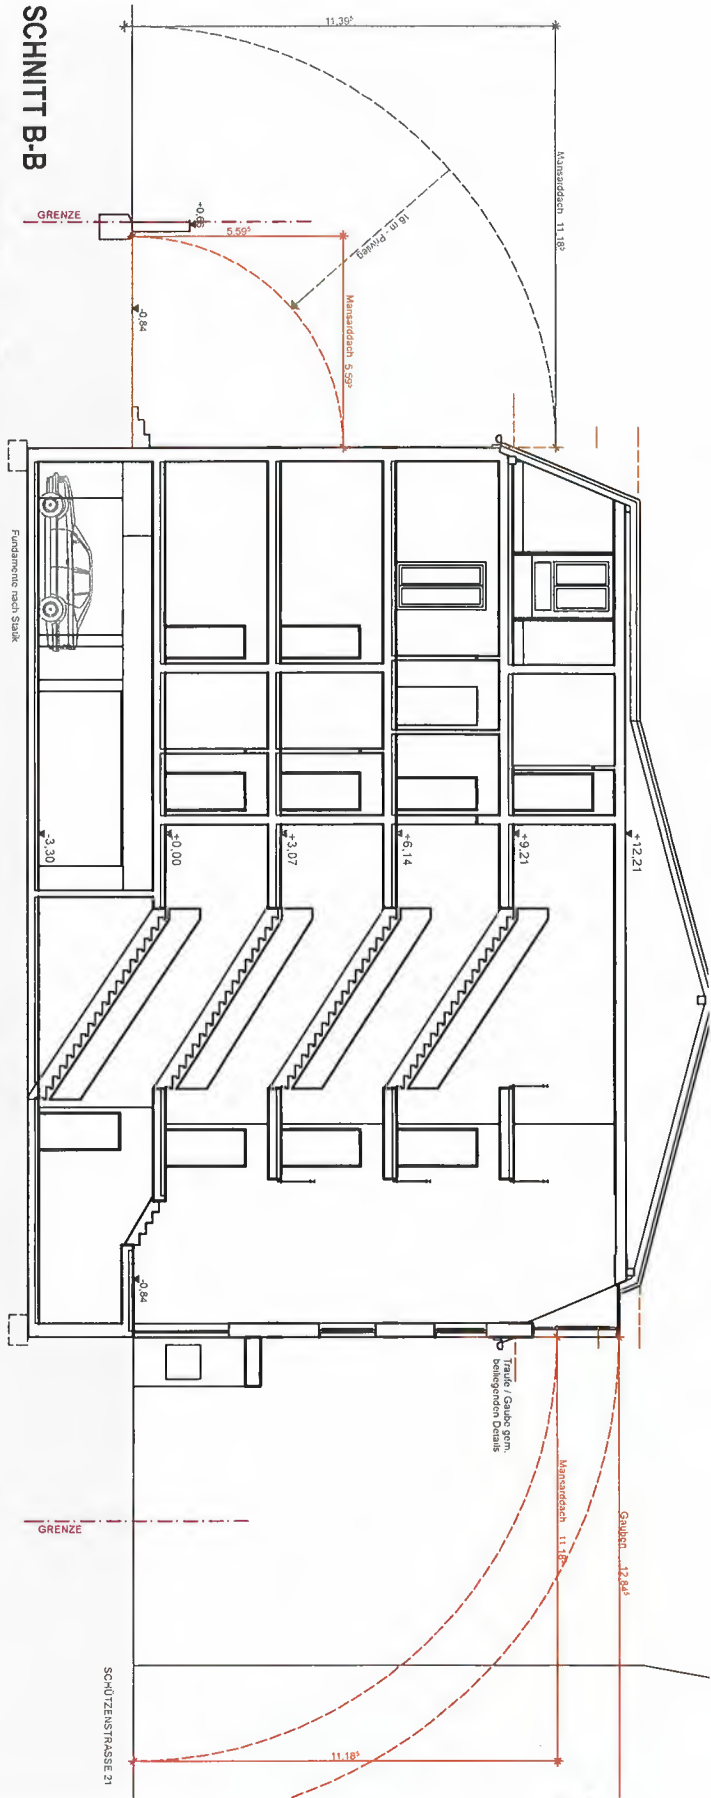 SCHNITT B-B
11.39⁵
Mansarddach 11.18⁵
16 m - Privileg
GRENZE
5.59⁵
Mansarddach 5.59⁵
-0,84
Fundamente nach Statik
-3,30
+0,00
+3,07
+6,14
+9,21
+12,21
-0,84
Traufe / Gaube gem.
beiliegenden Details
Gauben 12.84⁵
Mansarddach 11.18⁵
GRENZE
11.18⁵
SCHÜTZENSTRASSE 21